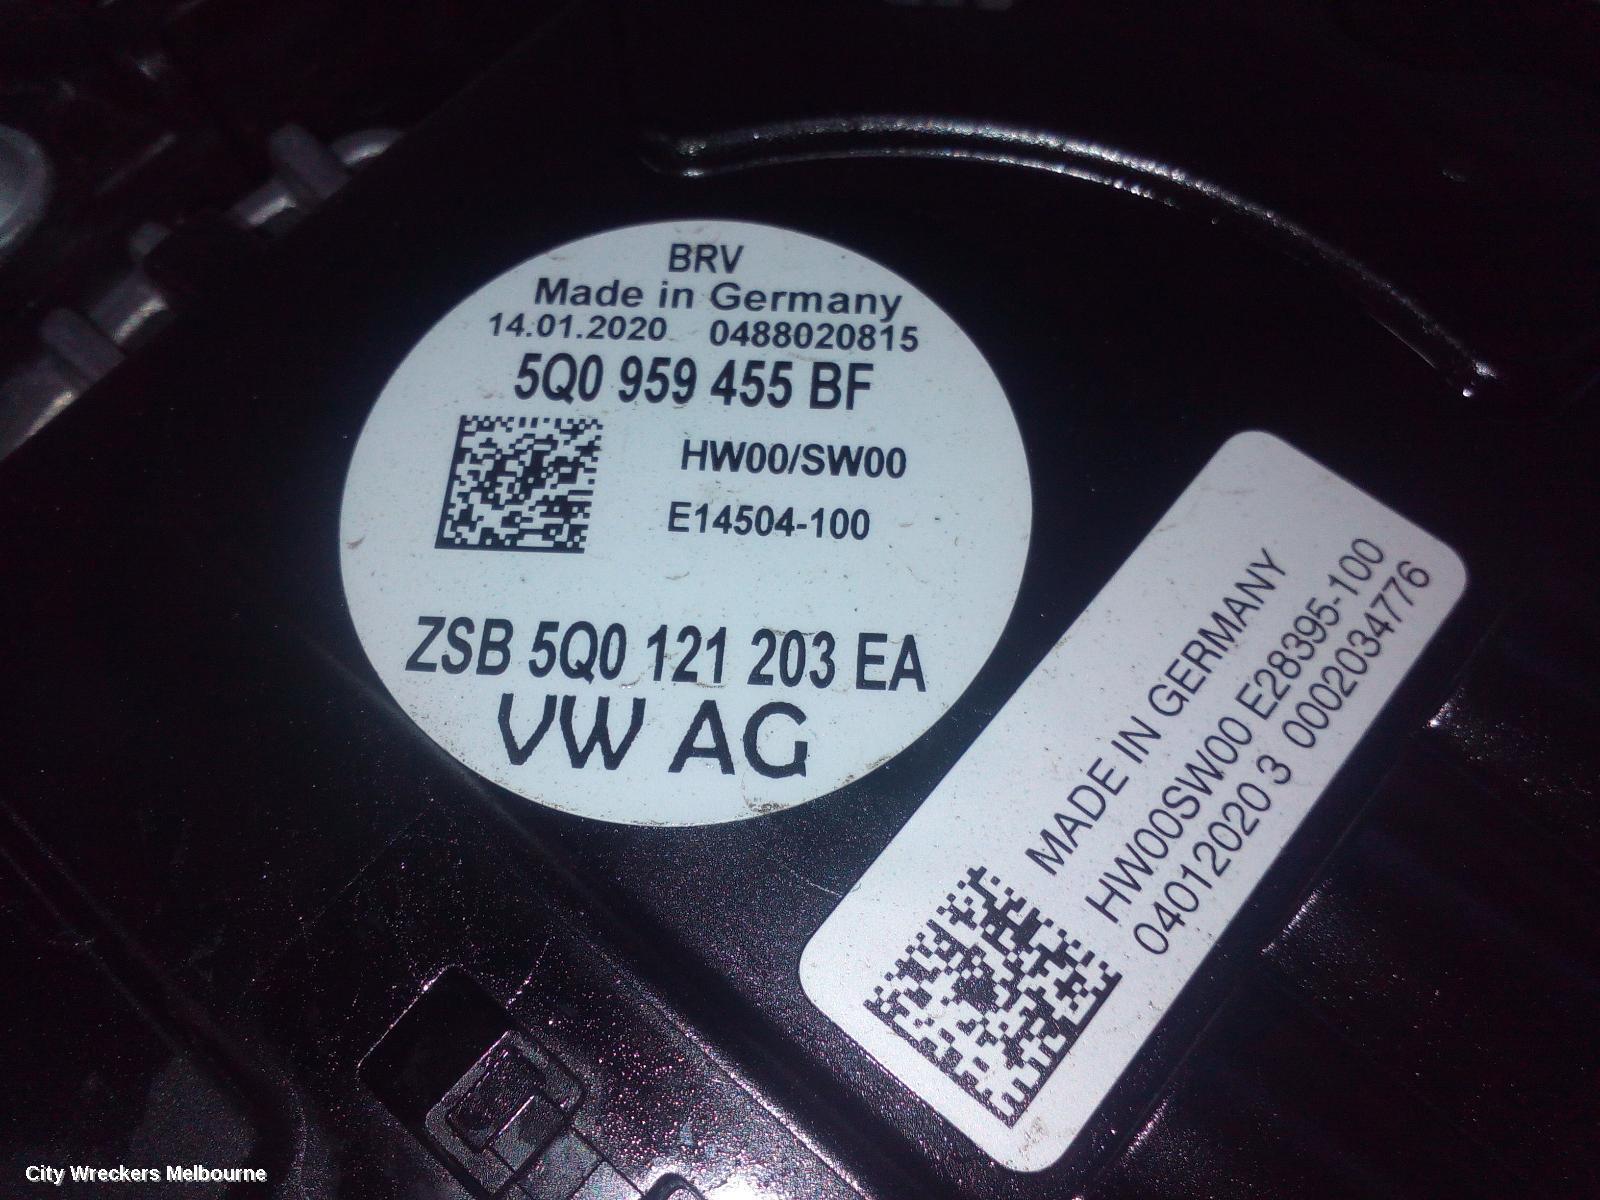 BRV
Made in Germany
14.01.2020 0488020815
5Q0 959 455 BF
HW00/SW00
E14504-100
ZSB 5Q0 121 203 EA
VW AG
MADE IN GERMANY
HW00SW00 E28395-100
04012020 3 0002034776
City Wreckers Melbourne